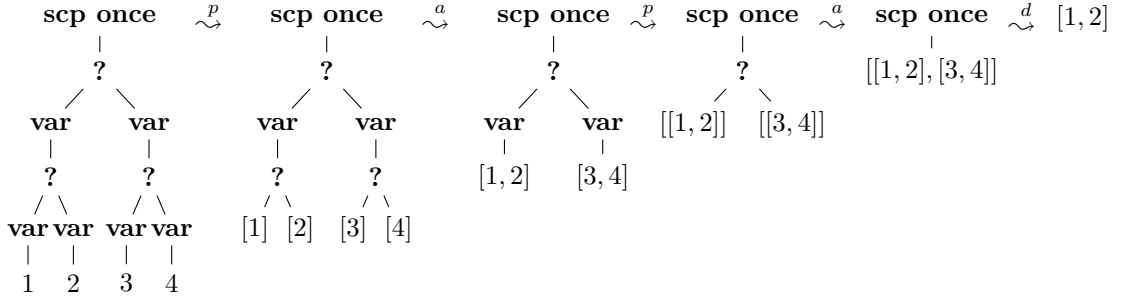 scp once ⤳p scp once ⤳a scp once ⤳p scp once ⤳a scp once ⤳d [1, 2]
? ? ? ? [[1, 2], [3, 4]]
var var var var var var [[1, 2]] [[3, 4]]
? ? ? ? [1, 2] [3, 4]
var var var var [1] [2] [3] [4]
1 2 3 4